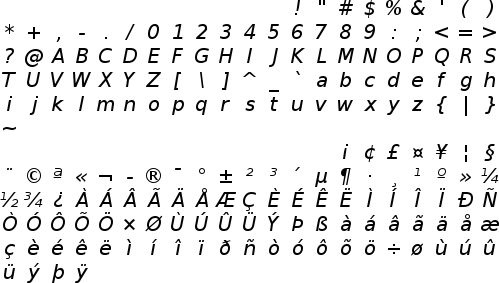 ! " # $ % & ' ( )
* + , - . / 0 1 2 3 4 5 6 7 8 9 : ; < = >
? @ A B C D E F G H I J K L M N O P Q R S
T U V W X Y Z [ \ ] ^ _ ` a b c d e f g h
i j k l m n o p q r s t u v w x y z { | }
~
¡ ¢ £ ¤ ¥ ¦ §
¨ © ª « ¬ - ® ¯ ° ± ² ³ ´ µ ¶ · ¸ ¹ º » ¼
½ ¾ ¿ À Á Â Ã Ä Å Æ Ç È É Ê Ë Ì Í Î Ï Ð Ñ
Ò Ó Ô Õ Ö × Ø Ù Ú Û Ü Ý Þ ß à á â ã ä å æ
ç è é ê ë ì í î ï ð ñ ò ó ô õ ö ÷ ø ù ú û
ü ý þ ÿ